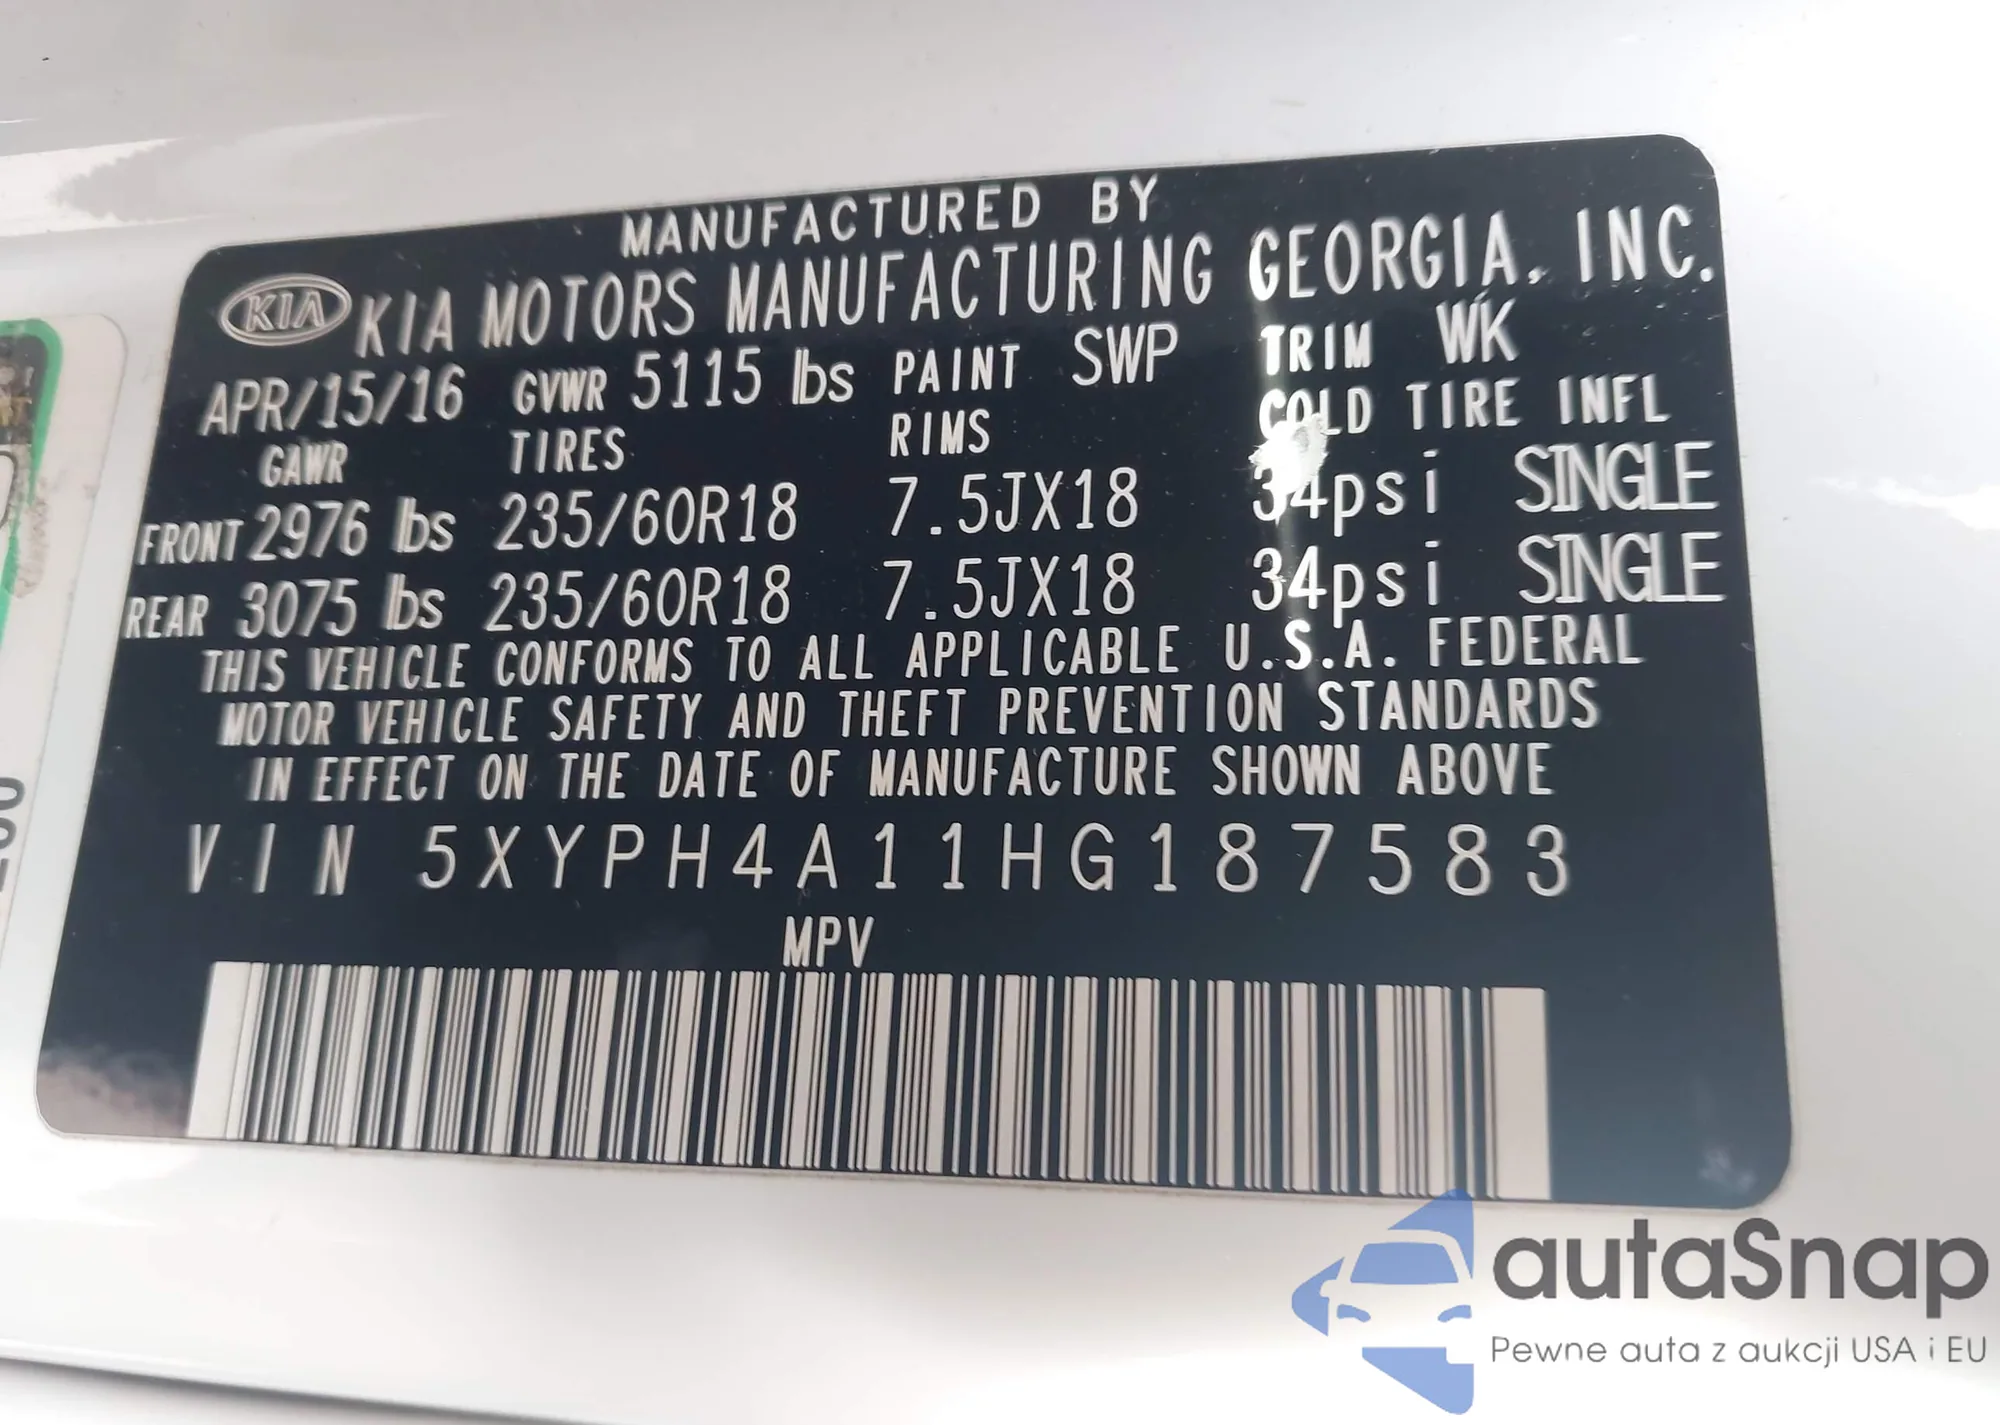 MANUFACTURED BY
KIA KIA MOTORS MANUFACTURING GEORGIA, INC.
APR/15/16 GVWR 5115 lbs PAINT SWP TRIM WK
GAWR TIRES RIMS COLD TIRE INFL
FRONT 2976 lbs 235/60R18 7.5JX18 34psi SINGLE
REAR 3075 lbs 235/60R18 7.5JX18 34psi SINGLE
THIS VEHICLE CONFORMS TO ALL APPLICABLE U.S.A. FEDERAL
MOTOR VEHICLE SAFETY AND THEFT PREVENTION STANDARDS
IN EFFECT ON THE DATE OF MANUFACTURE SHOWN ABOVE
VIN 5XYPH4A11HG187583
MPV
autaSnap
Pewne auta z aukcji USA i EU